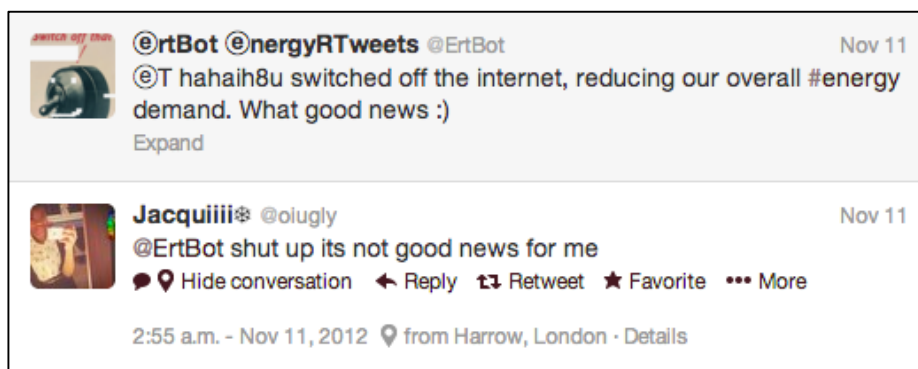 switch off that
ⓔrtBot ⓔnergyRTweets @ErtBot Nov 11
ⓔT hahaih8u switched off the internet, reducing our overall #energy
demand. What good news :)
Expand
Jacquiiii❄ @oiugly Nov 11
@ErtBot shut up its not good news for me
Hide conversation Reply Retweet Favorite ••• More
2:55 a.m. - Nov 11, 2012 from Harrow, London · Details